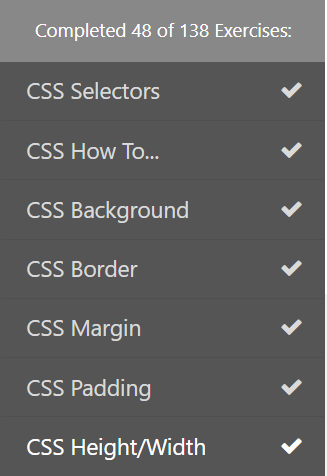 Completed 48 of 138 Exercises:
CSS Selectors
CSS How To...
CSS Background
CSS Border
CSS Margin
CSS Padding
CSS Height/Width